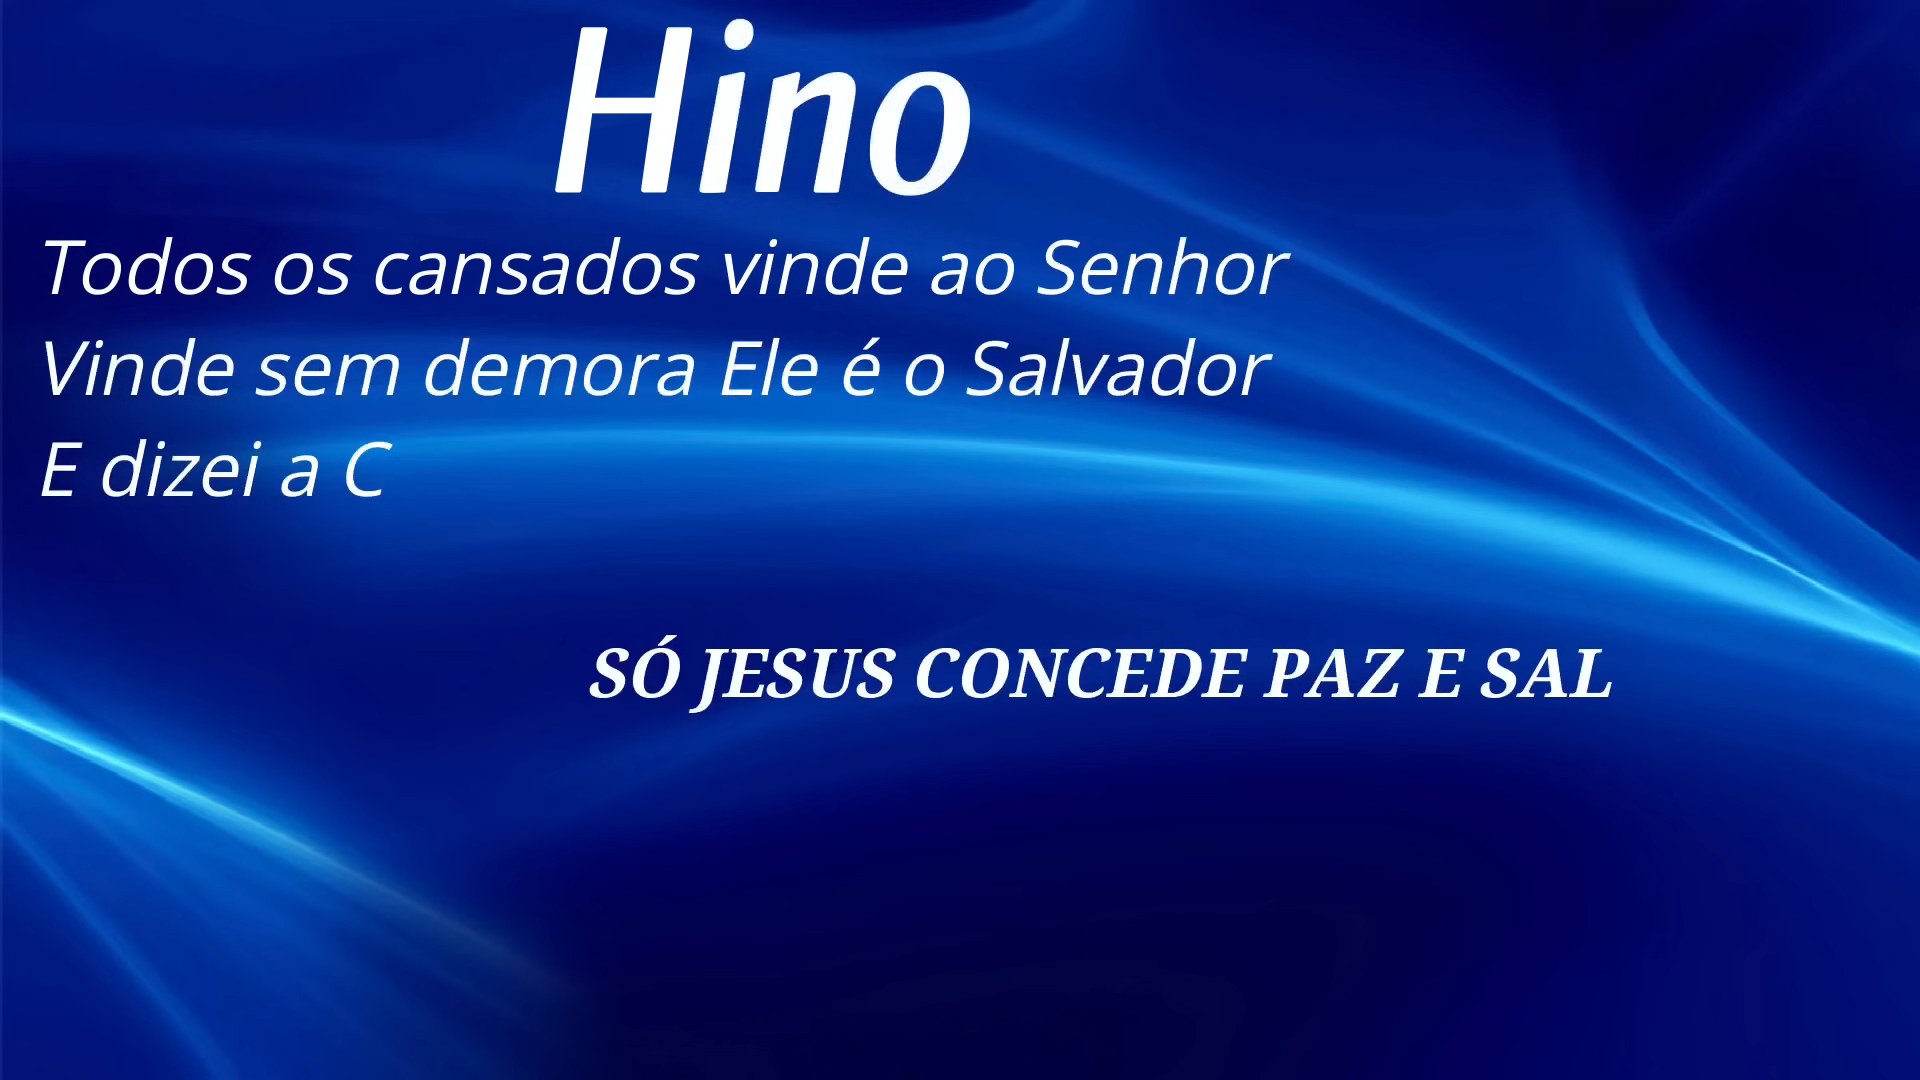 Hino
Todos os cansados vinde ao Senhor
Vinde sem demora Ele é o Salvador
E dizei a C
SÓ JESUS CONCEDE PAZ E SAL